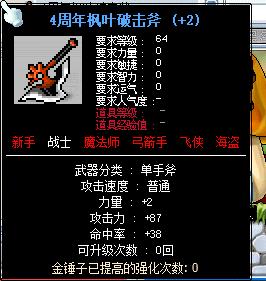 4周年枫叶破击斧 (+2)
要求等级: 64
要求力量: 0
要求敏捷: 0
要求智力: 0
要求运气: 0
要求人气度: -
道具等级: -
道具经验值: -
新手 战士 魔法师 弓箭手 飞侠 海盗
武器分类 : 单手斧
攻击速度 : 普通
力量 : +2
攻击力 : +87
命中率 : +38
可升级次数 : 0回
金锤子已提高的强化次数: 0